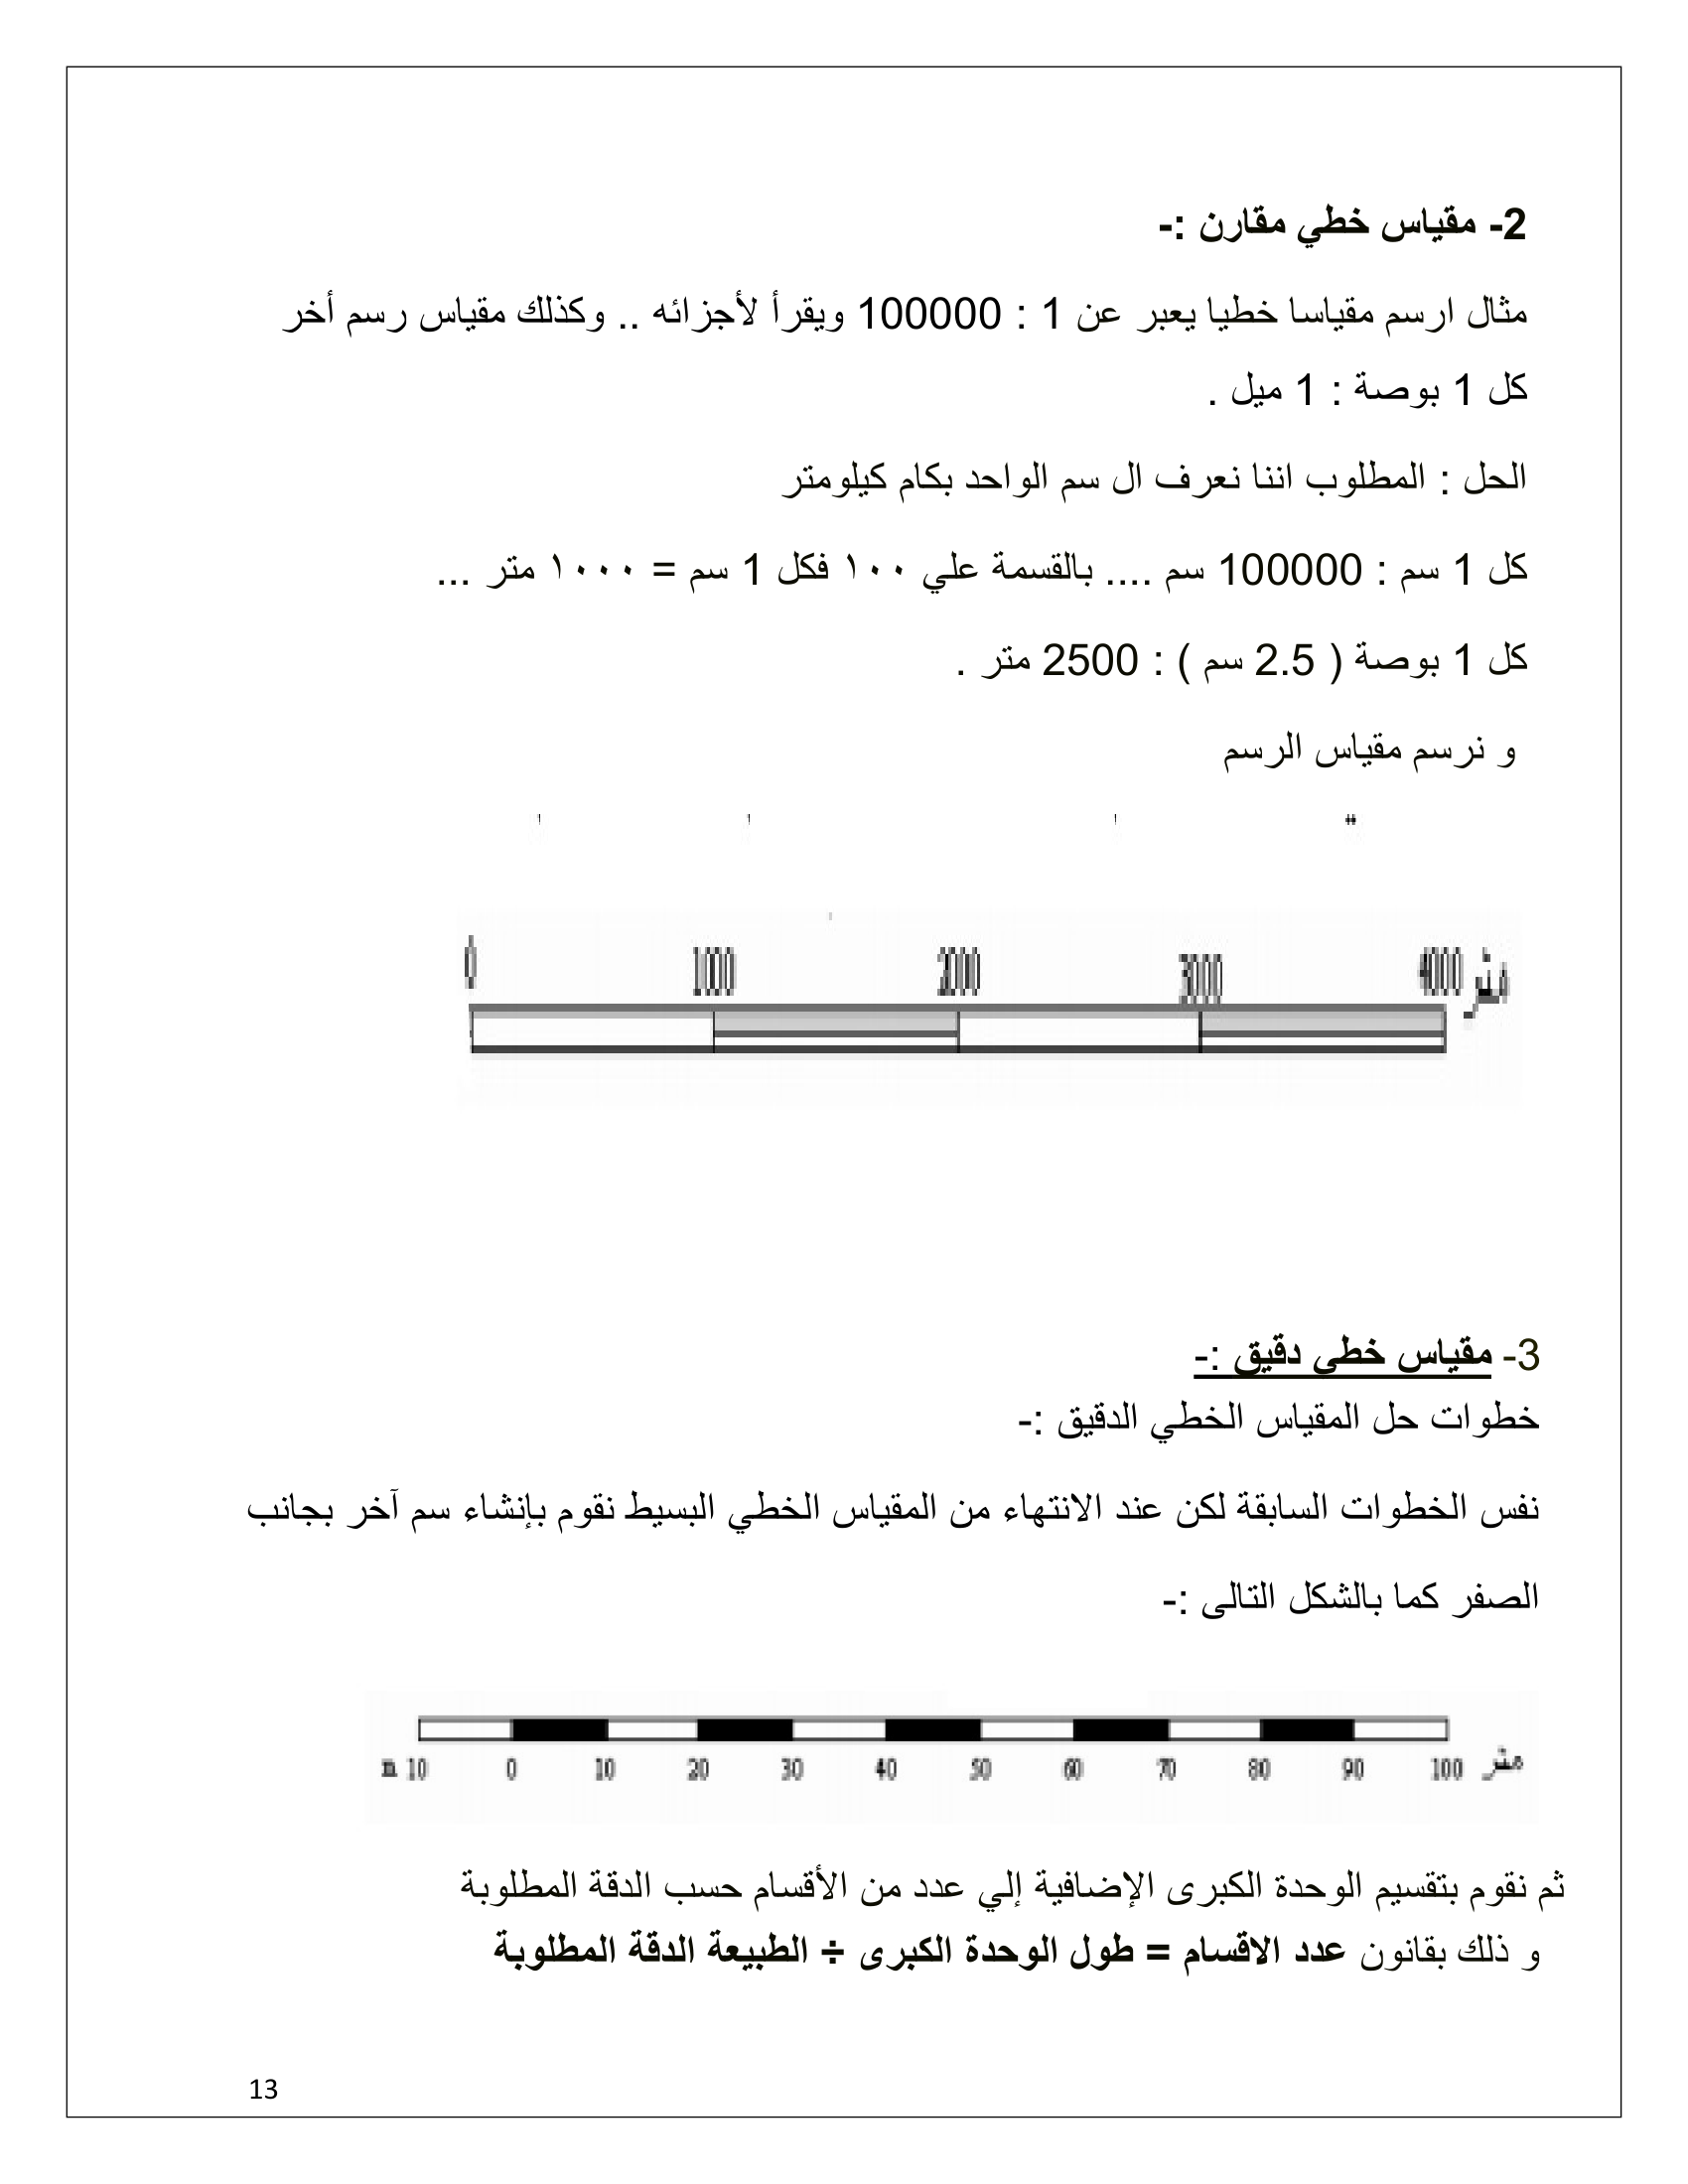 2- مقياس خطي مقارن :-
مثال ارسم مقياسا خطيا يعبر عن 1 : 100000 ويقرأ لأجزائه .. وكذلك مقياس رسم أخر
كل 1 بوصة : 1 ميل .
الحل : المطلوب اننا نعرف ال سم الواحد بكام كيلومتر
كل 1 سم : 100000 سم .... بالقسمة علي ١٠٠ فكل 1 سم = ١٠٠٠ متر ...
كل 1 بوصة ( 2.5 سم ) : 2500 متر .
و نرسم مقياس الرسم
0 100 200 300 400 متر
3- مقياس خطي دقيق :-
خطوات حل المقياس الخطي الدقيق :-
نفس الخطوات السابقة لكن عند الانتهاء من المقياس الخطي البسيط نقوم بإنشاء سم آخر بجانب
الصفر كما بالشكل التالى :-
m 10 0 10 20 30 40 50 60 70 80 90 100 متر
ثم نقوم بتقسيم الوحدة الكبرى الإضافية إلي عدد من الأقسام حسب الدقة المطلوبة
و ذلك بقانون عدد الاقسام = طول الوحدة الكبرى ÷ الطبيعة الدقة المطلوبة
13